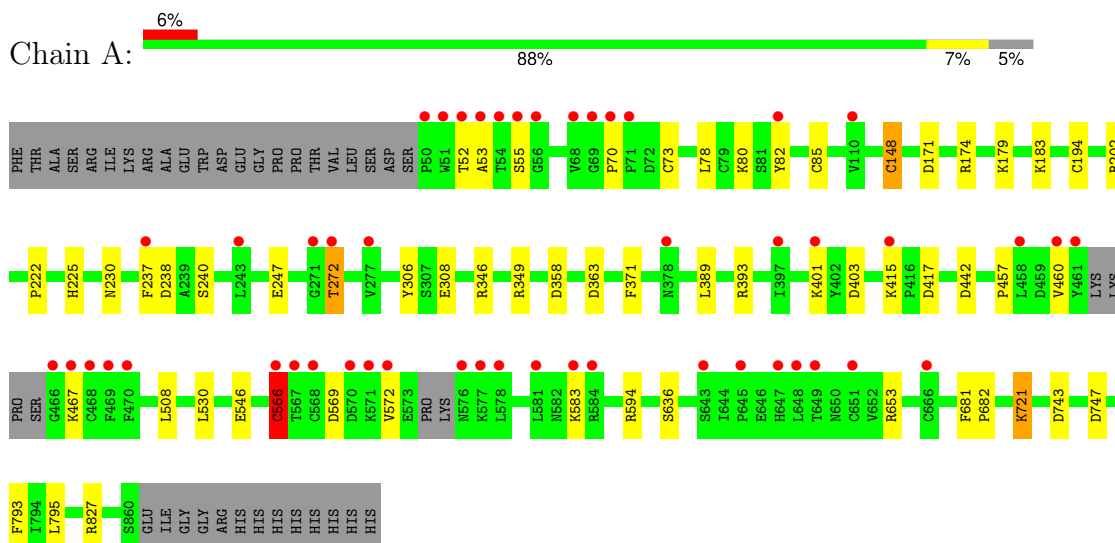 6%
Chain A:
88% 7% 5%
PHE THR ALA SER ARG ILE LYS ARG ALA GLU TRP ASP GLU GLY PRO PRO THR VAL LEU SER ASP SER P50 W51 T52 A53 T54 S55 G56 V68 G69 P70 P71 D72 C73 L78 C79 K80 S81 Y82 C85 V110 C148 D171 R174 K179 K183 C194
P222 H225 N230 F237 D238 A239 S240 L243 E247 G271 T272 V277 Y306 S307 E308 R346 R349 D358 D363 F371 N378 L389 R393 I397 K401 Y402 D403 K415 P416 D417 D442 P457 L458 D459 V460 Y461 LYS LYS
PRO SER G466 K467 C468 F469 F470 L508 L530 E546 C566 T567 C568 D569 D570 K571 V572 E573 PRO LYS N576 K577 L578 L581 N582 K583 R584 R594 S636 S643 I644 P645 E646 H647 L648 T649 N650 C651 V652 R653 C666 F681 P682 K721 D743 D747
F793 I794 L795 R827 S860 GLU ILE GLY GLY ARG HIS HIS HIS HIS HIS HIS HIS HIS